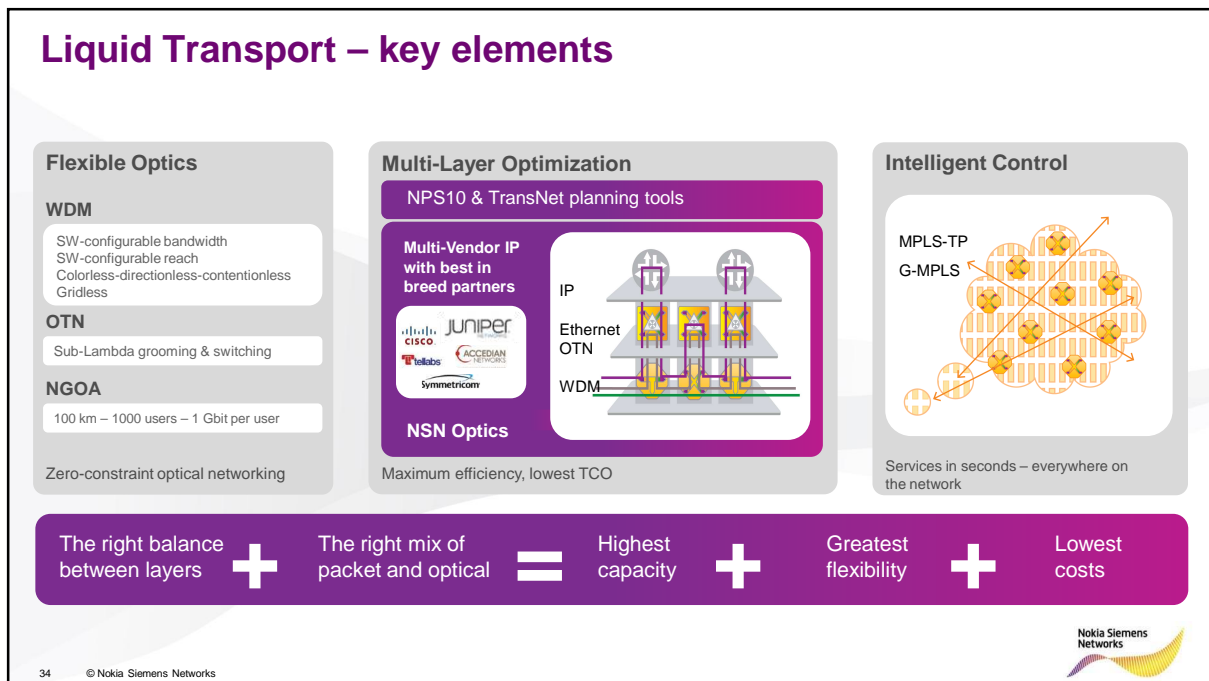 Liquid Transport – key elements
Flexible Optics
WDM
SW-configurable bandwidth
SW-configurable reach
Colorless-directionless-contentionless
Gridless
OTN
Sub-Lambda grooming & switching
NGOA
100 km – 1000 users – 1 Gbit per user
Zero-constraint optical networking
Multi-Layer Optimization
NPS10 & TransNet planning tools
Multi-Vendor IP
with best in
breed partners
CISCO
JUNIPER
NETWORKS
tellabs
ACCEDIAN
NETWORKS
Symmetricom
NSN Optics
IP
Ethernet
OTN
WDM
Maximum efficiency, lowest TCO
Intelligent Control
MPLS-TP
G-MPLS
Services in seconds – everywhere on
the network
The right balance
between layers
+
The right mix of
packet and optical
=
Highest
capacity
+
Greatest
flexibility
+
Lowest
costs
34 © Nokia Siemens Networks
Nokia Siemens
Networks